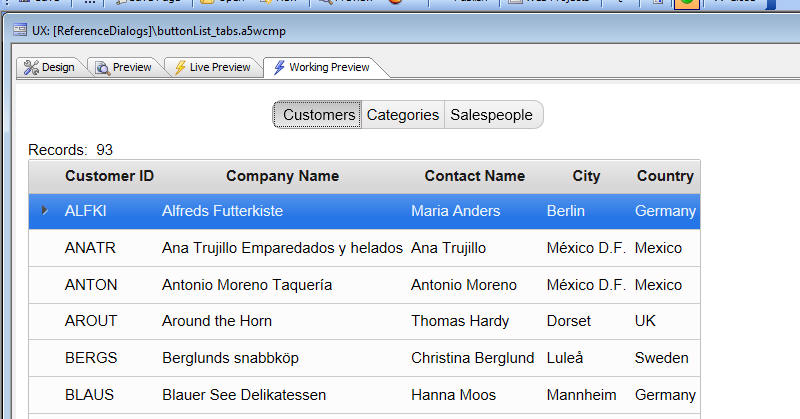 UX: [ReferenceDialogs]\buttonList_tabs.a5wcmp
Design Preview Live Preview Working Preview
Customers Categories Salespeople
Records: 93
Customer ID Company Name Contact Name City Country
ALFKI Alfreds Futterkiste Maria Anders Berlin Germany
ANATR Ana Trujillo Emparedados y helados Ana Trujillo México D.F. Mexico
ANTON Antonio Moreno Taquería Antonio Moreno México D.F. Mexico
AROUT Around the Horn Thomas Hardy Dorset UK
BERGS Berglunds snabbköp Christina Berglund Luleå Sweden
BLAUS Blauer See Delikatessen Hanna Moos Mannheim Germany